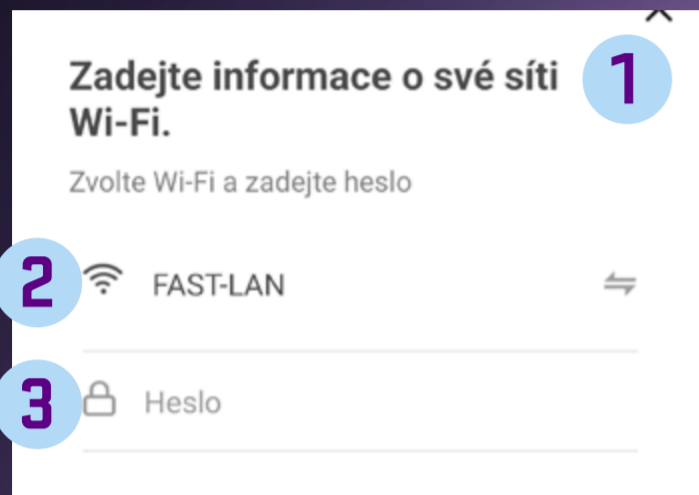 Zadejte informace o své síti
Wi-Fi.
1
Zvolte Wi-Fi a zadejte heslo
2
FAST-LAN
3
Heslo